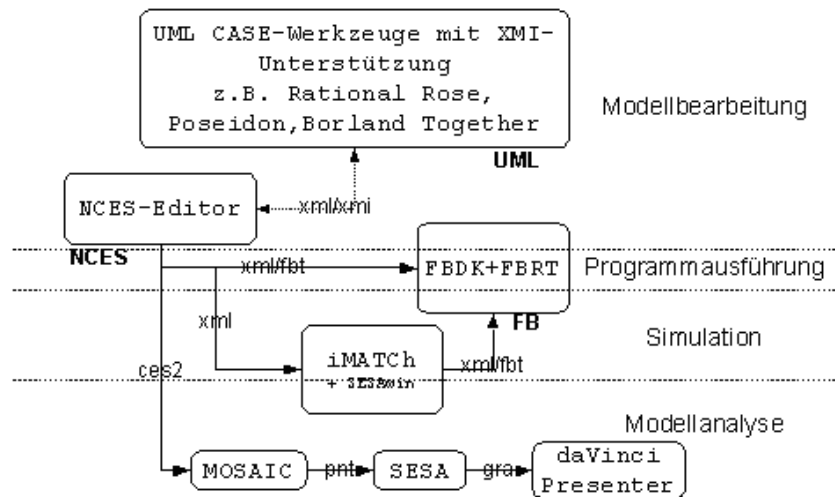 UML CASE-Werkzeuge mit XMI-
Unterstützung
z.B. Rational Rose,
Poseidon,Borland Together
Modellbearbeitung
UML
NCES-Editor
xml/xmi
NCES
xml/fbt
FBDK+FBRT
Programmausführung
xml
FB
Simulation
iMATCh
+ SESAwin
xml/fbt
ces2
Modellanalyse
MOSAIC
pnt
SESA
gra
daVinci
Presenter